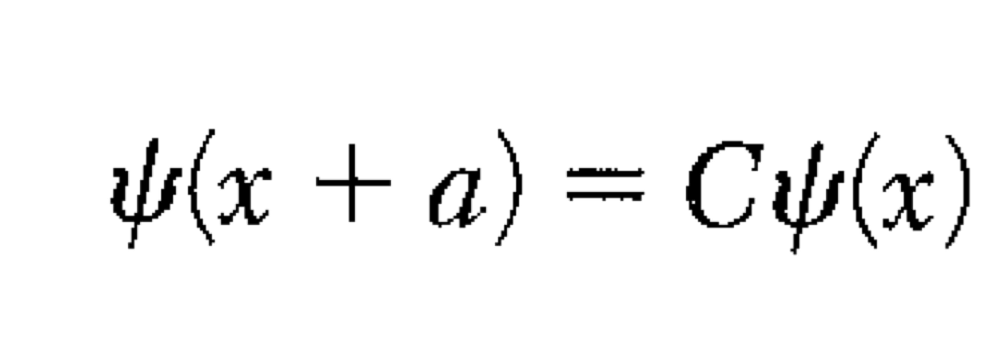 ψ(x + a) = Cψ(x)